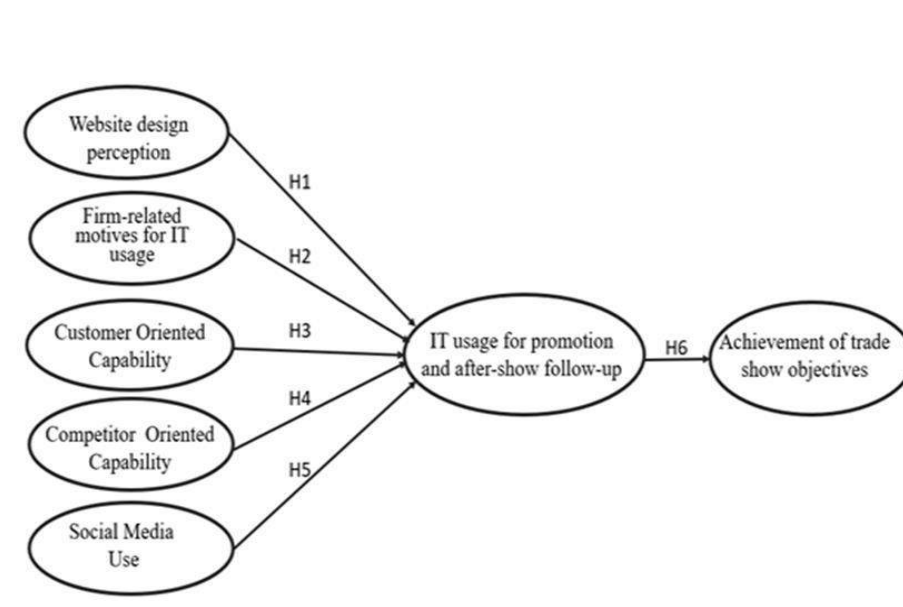 Website design
perception
H1
Firm-related
motives for IT
usage
H2
Customer Oriented
Capability
H3
Competitor Oriented
Capability
H4
Social Media
Use
H5
IT usage for promotion
and after-show follow-up
H6
Achievement of trade
show objectives